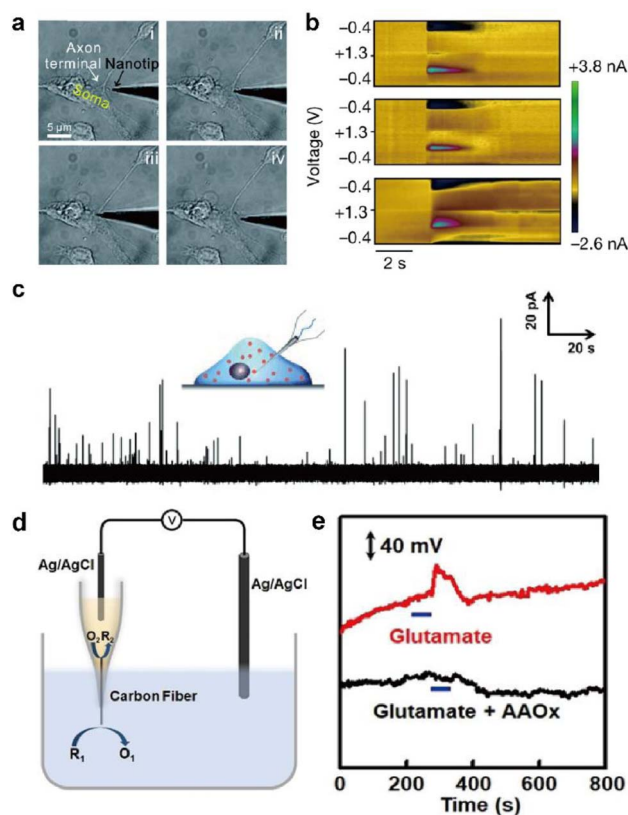 a
i
ii
Axon
terminal
Nanotip
Soma
5 µm
iii
iv
b
Voltage (V)
−0.4
+1.3
−0.4
−0.4
+1.3
−0.4
−0.4
+1.3
−0.4
2 s
+3.8 nA
−2.6 nA
c
20 pA
20 s
d
V
Ag/AgCl
Ag/AgCl
O2 R2
Carbon Fiber
R1
O1
e
40 mV
Glutamate
Glutamate + AAOx
0 200 400 600 800
Time (s)